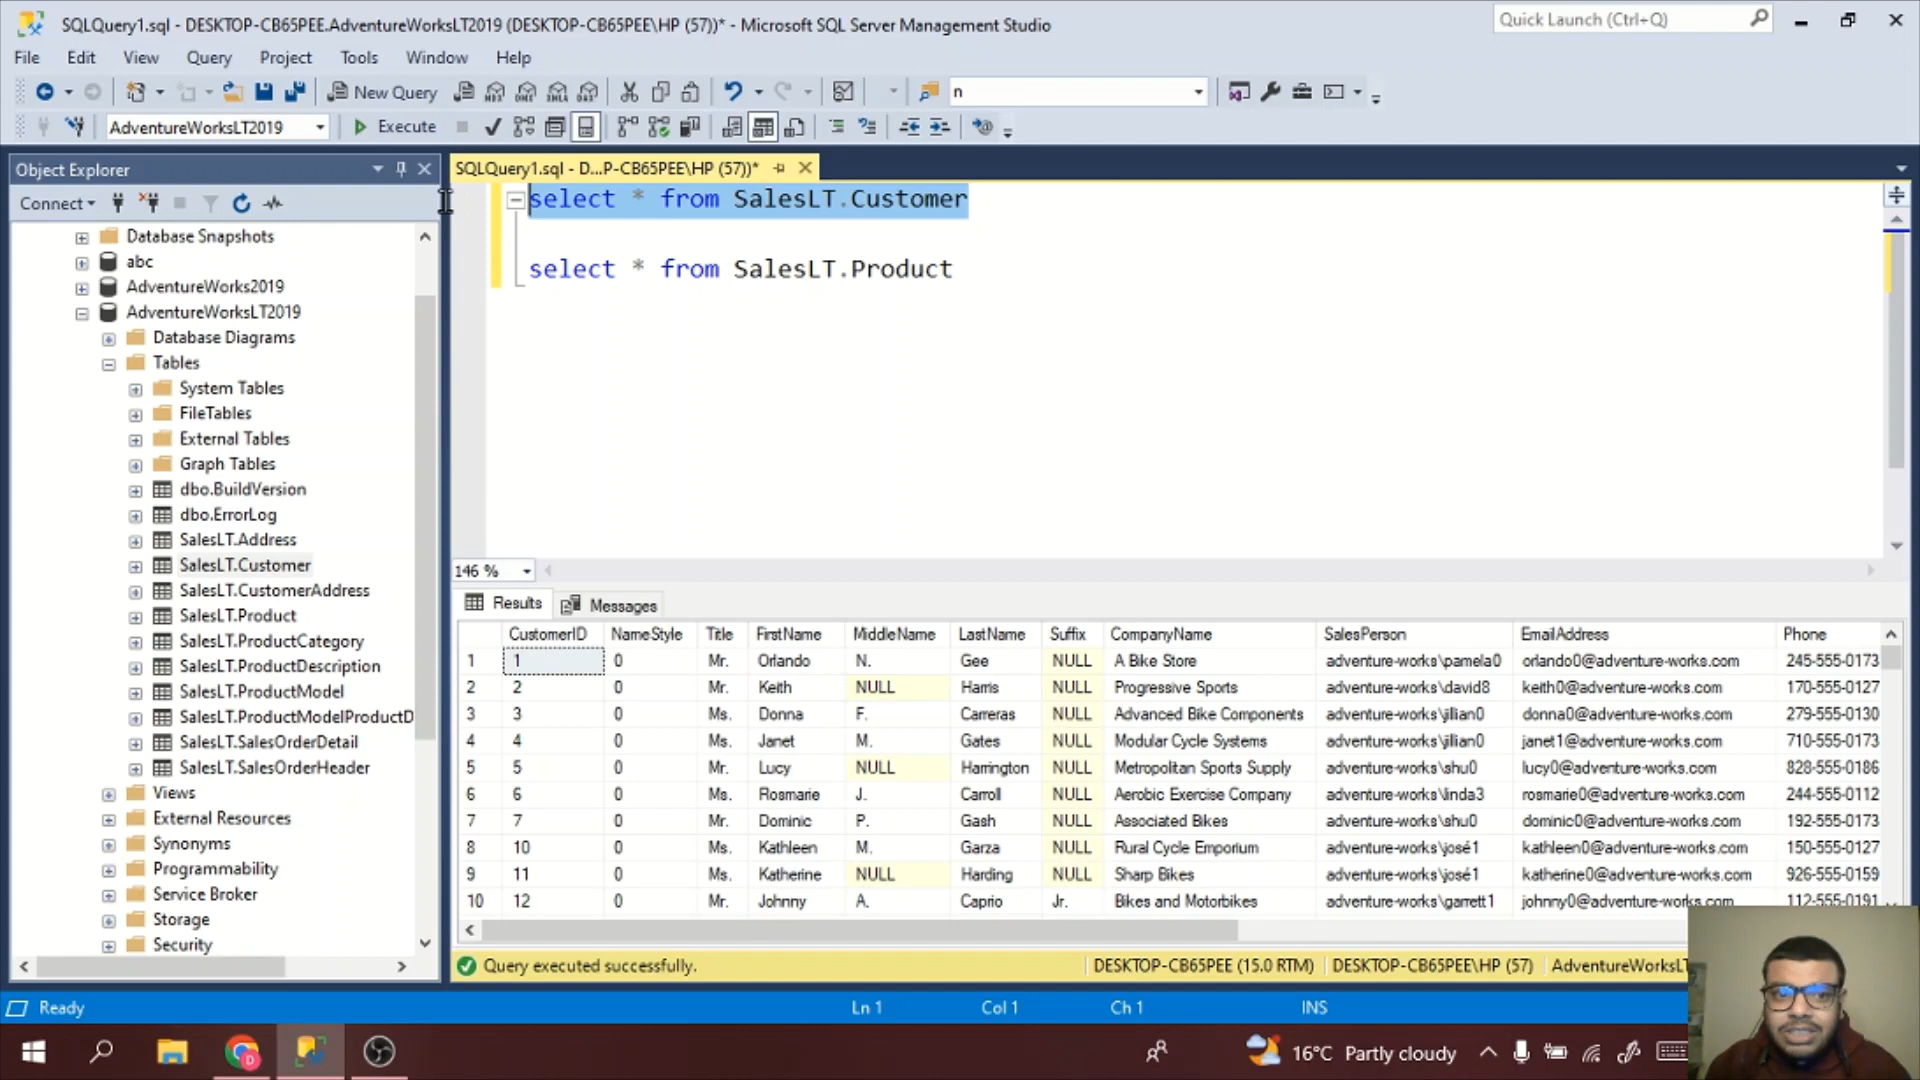 SQLQuery1.sql - DESKTOP-CB65PEE.AdventureWorksLT2019 (DESKTOP-CB65PEE\HP (57))* - Microsoft SQL Server Management Studio
Quick Launch (Ctrl+Q)
File Edit View Query Project Tools Window Help
New Query
n
AdventureWorksLT2019
Execute
Object Explorer
Connect
Database Snapshots
abc
AdventureWorks2019
AdventureWorksLT2019
Database Diagrams
Tables
System Tables
FileTables
External Tables
Graph Tables
dbo.BuildVersion
dbo.ErrorLog
SalesLT.Address
SalesLT.Customer
SalesLT.CustomerAddress
SalesLT.Product
SalesLT.ProductCategory
SalesLT.ProductDescription
SalesLT.ProductModel
SalesLT.ProductModelProductD
SalesLT.SalesOrderDetail
SalesLT.SalesOrderHeader
Views
External Resources
Synonyms
Programmability
Service Broker
Storage
Security
SQLQuery1.sql - D...P-CB65PEE\HP (57))*
select * from SalesLT.Customer
select * from SalesLT.Product
146 %
Results Messages
CustomerID NameStyle Title FirstName MiddleName LastName Suffix CompanyName SalesPerson EmailAddress Phone
1 1 0 Mr. Orlando N. Gee NULL A Bike Store adventure-works\pamela0 orlando0@adventure-works.com 245-555-0173
2 2 0 Mr. Keith NULL Harris NULL Progressive Sports adventure-works\david8 keith0@adventure-works.com 170-555-0127
3 3 0 Ms. Donna F. Carreras NULL Advanced Bike Components adventure-works\jillian0 donna0@adventure-works.com 279-555-0130
4 4 0 Ms. Janet M. Gates NULL Modular Cycle Systems adventure-works\jillian0 janet1@adventure-works.com 710-555-0173
5 5 0 Mr. Lucy NULL Harrington NULL Metropolitan Sports Supply adventure-works\shu0 lucy0@adventure-works.com 828-555-0186
6 6 0 Ms. Rosmarie J. Carroll NULL Aerobic Exercise Company adventure-works\linda3 rosmarie0@adventure-works.com 244-555-0112
7 7 0 Mr. Dominic P. Gash NULL Associated Bikes adventure-works\shu0 dominic0@adventure-works.com 192-555-0173
8 10 0 Ms. Kathleen M. Garza NULL Rural Cycle Emporium adventure-works\josé1 kathleen0@adventure-works.com 150-555-0127
9 11 0 Ms. Katherine NULL Harding NULL Sharp Bikes adventure-works\josé1 katherine0@adventure-works.com 926-555-0159
10 12 0 Mr. Johnny A. Caprio Jr. Bikes and Motorbikes adventure-works\garrett1 johnny0@adventure-works.com 112-555-0191
Query executed successfully. DESKTOP-CB65PEE (15.0 RTM) DESKTOP-CB65PEE\HP (57) AdventureWorksLT
Ready Ln 1 Col 1 Ch 1 INS
16°C Partly cloudy